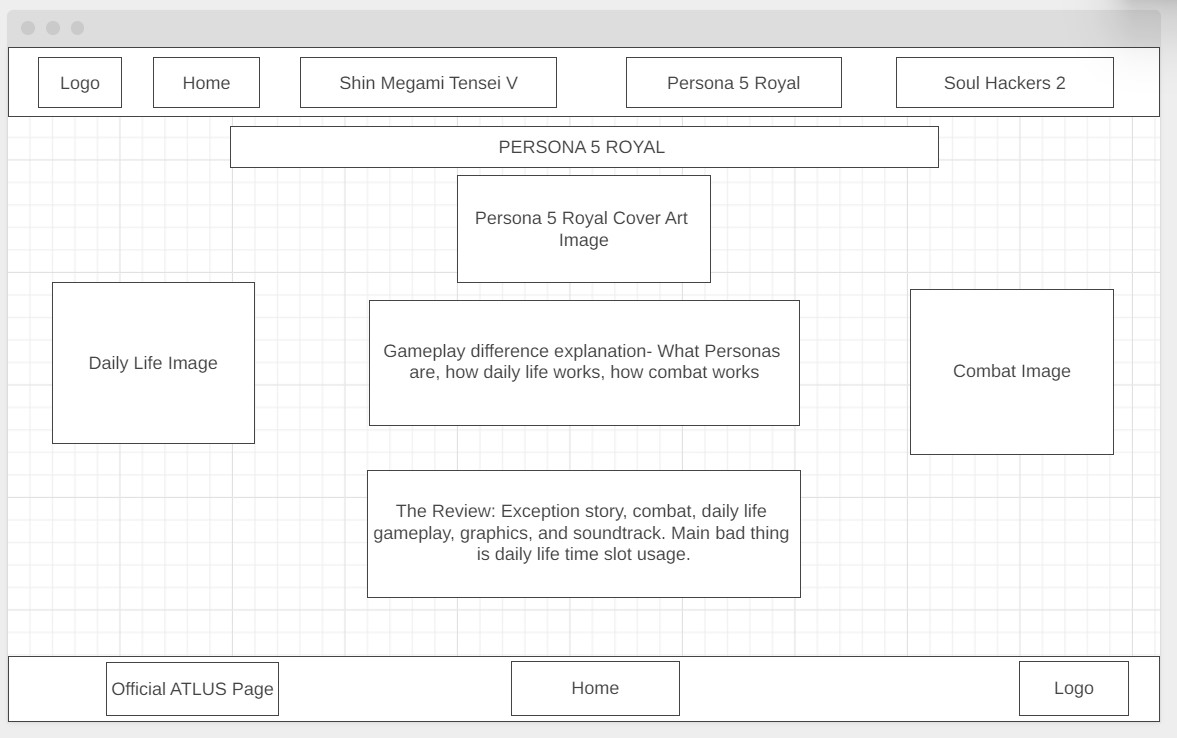 Logo
Home
Shin Megami Tensei V
Persona 5 Royal
Soul Hackers 2
PERSONA 5 ROYAL
Persona 5 Royal Cover Art
Image
Daily Life Image
Gameplay difference explanation- What Personas
are, how daily life works, how combat works
Combat Image
The Review: Exception story, combat, daily life
gameplay, graphics, and soundtrack. Main bad thing
is daily life time slot usage.
Official ATLUS Page
Home
Logo